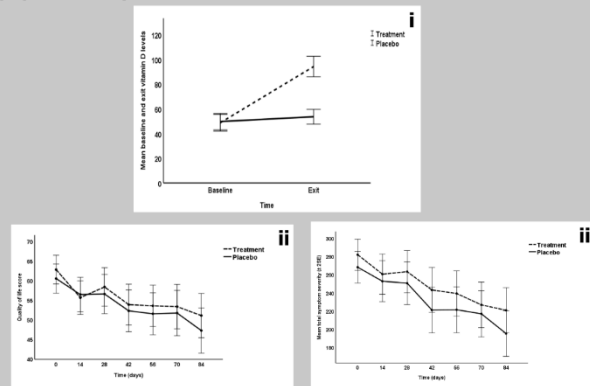 i
Treatment
Placebo
Mean baseline and exit vitamin D levels
120
100
80
60
40
20
0
Baseline
Exit
Time
ii
Treatment
Placebo
Quality of life score
70
65
60
55
50
45
40
0
14
28
42
56
70
84
Time (days)
ii
Treatment
Placebo
Mean total symptom severity (±2SE)
300
280
260
240
220
200
180
0
14
28
42
56
70
84
Time (days)